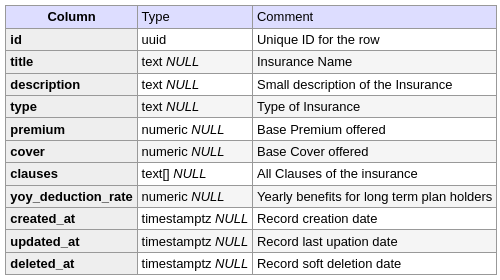 Column Type Comment
id uuid Unique ID for the row
title text NULL Insurance Name
description text NULL Small description of the Insurance
type text NULL Type of Insurance
premium numeric NULL Base Premium offered
cover numeric NULL Base Cover offered
clauses text[] NULL All Clauses of the insurance
yoy_deduction_rate numeric NULL Yearly benefits for long term plan holders
created_at timestamptz NULL Record creation date
updated_at timestamptz NULL Record last upation date
deleted_at timestamptz NULL Record soft deletion date